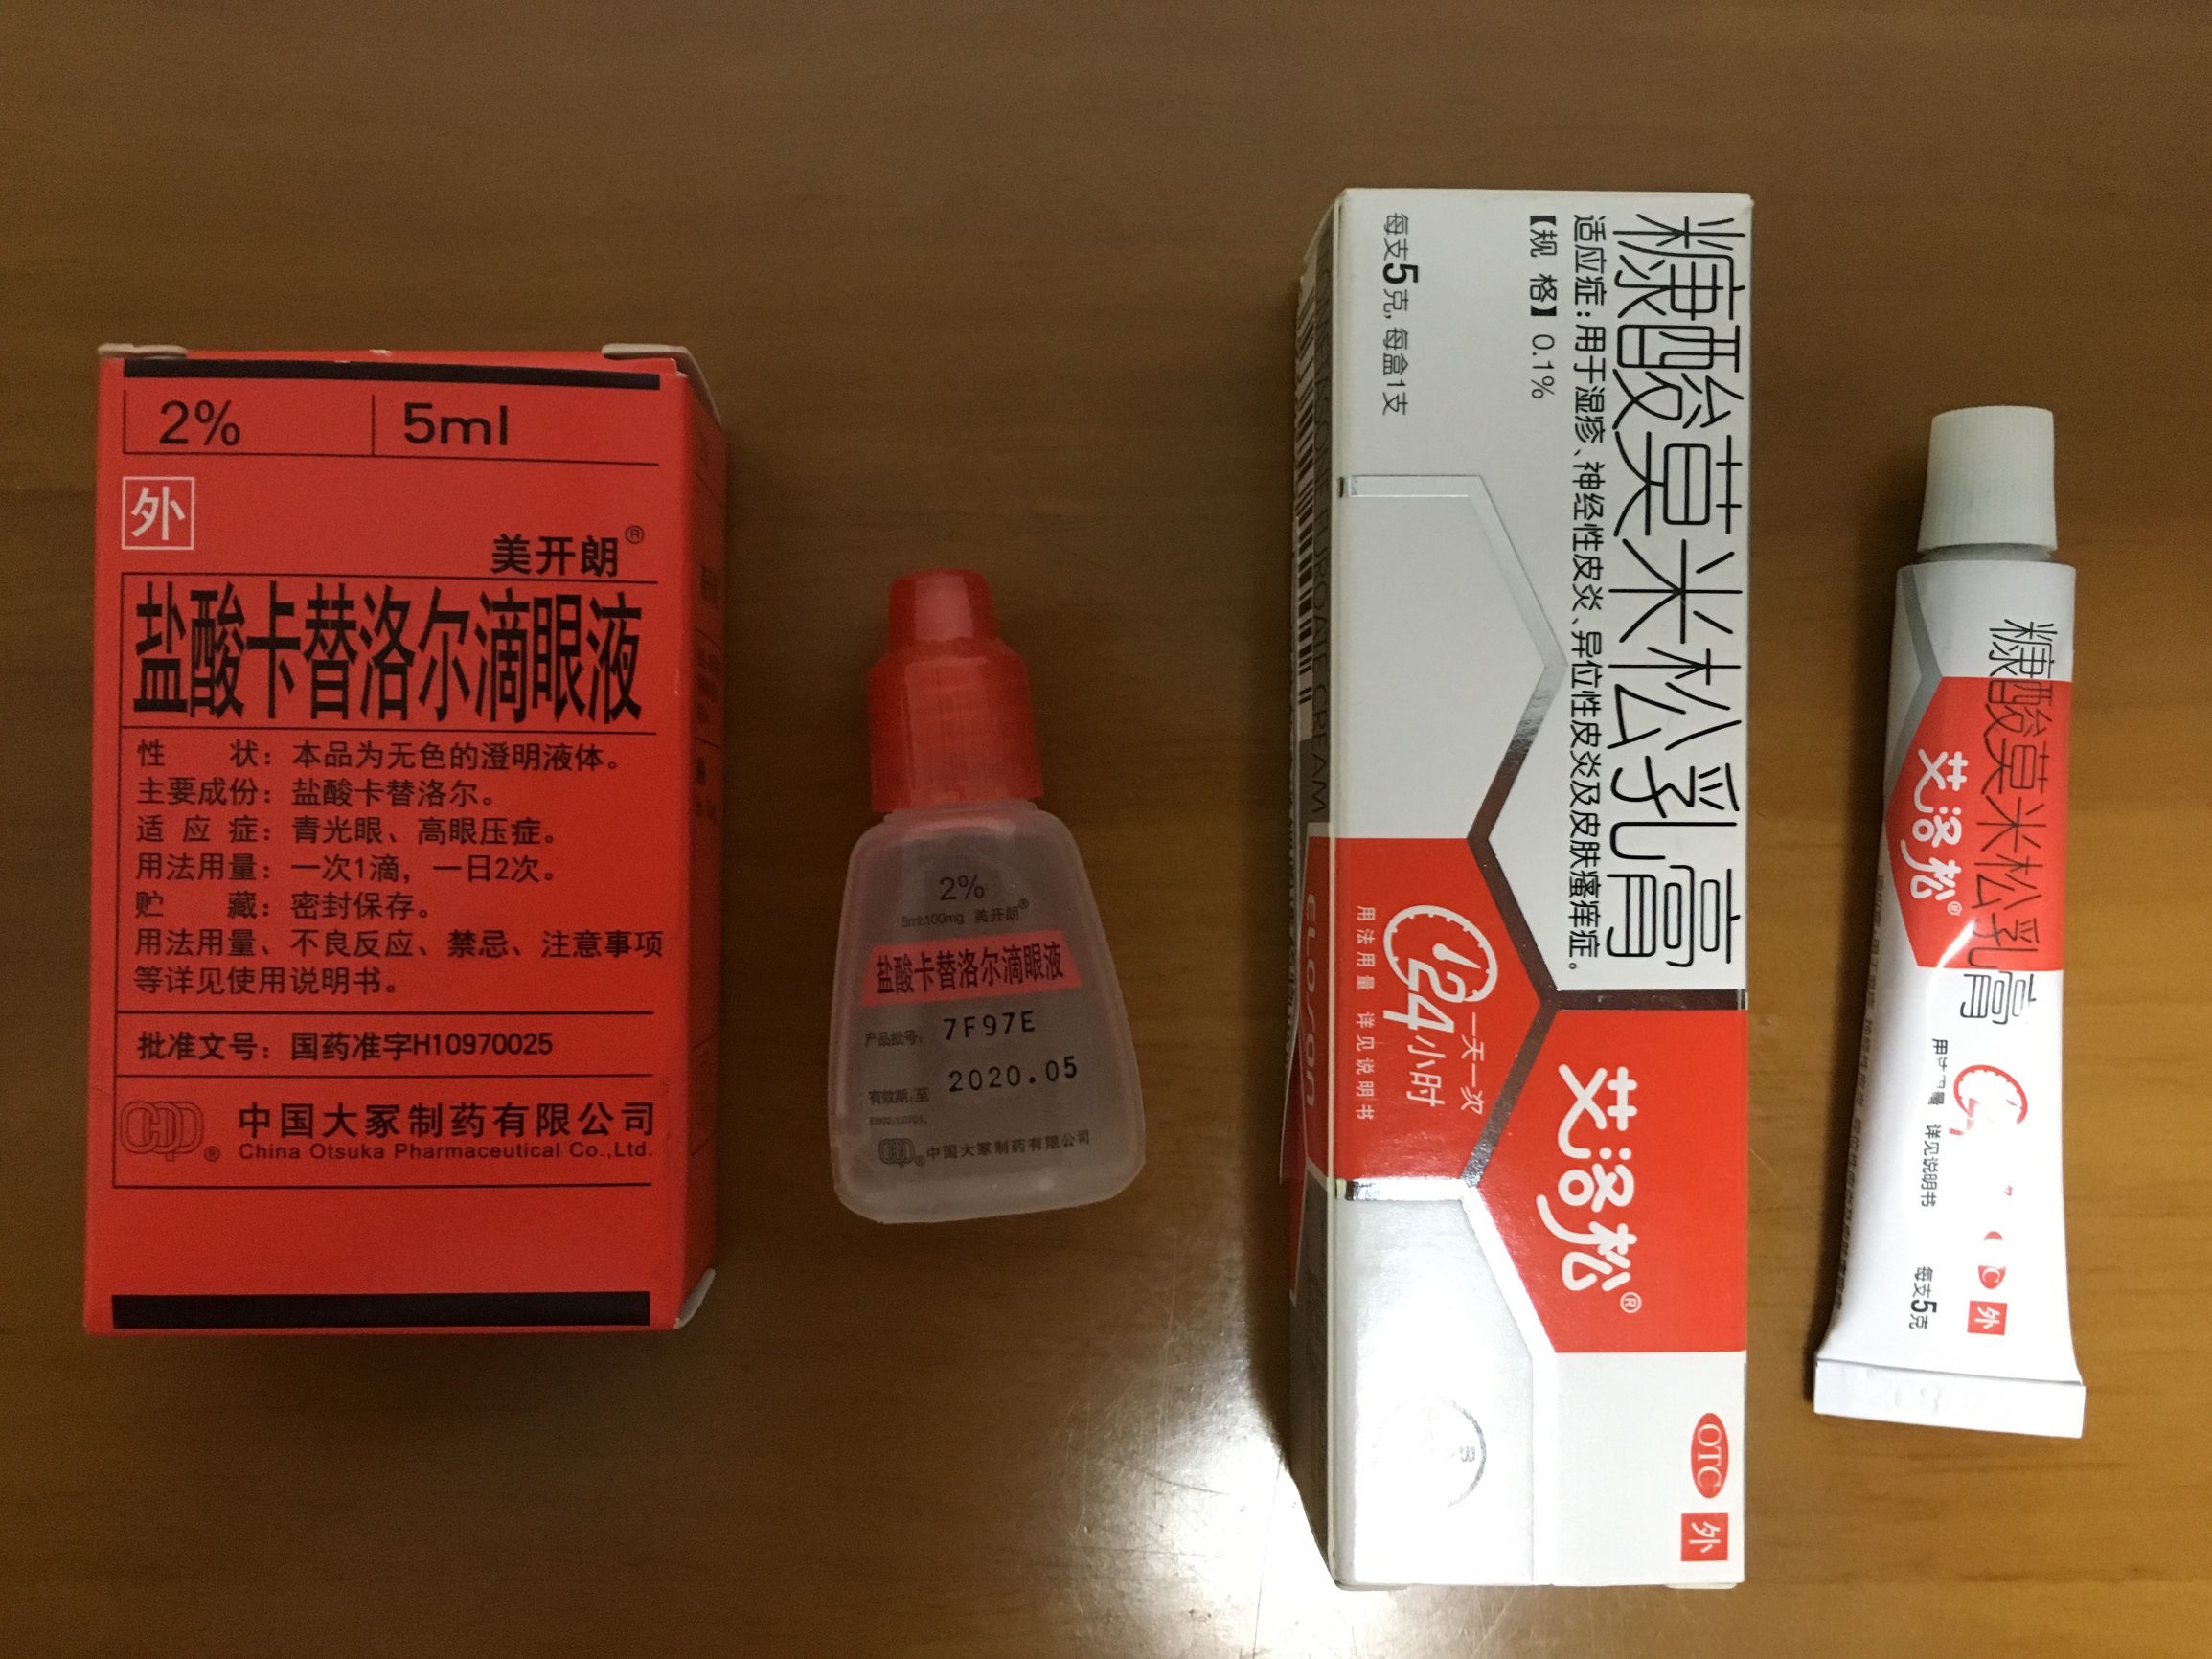 2%
5ml
外
美开朗®
盐酸卡替洛尔滴眼液
性 状：本品为无色的澄明液体。
主要成份：盐酸卡替洛尔。
适 应 症：青光眼、高眼压症。
用法用量：一次1滴，一日2次。
贮 藏：密封保存。
用法用量、不良反应、禁忌、注意事项
等详见使用说明书。
批准文号：国药准字H10970025
中国大冢制药有限公司
China Otsuka Pharmaceutical Co.,Ltd.
2%
5ml:100mg 美开朗®
盐酸卡替洛尔滴眼液
产品批号：7F97E
有效期：至 2020.05
中国大冢制药有限公司
糠酸莫米松乳膏
适应症：用于湿疹、神经性皮炎、异位性皮炎及皮肤瘙痒症。
【规 格】0.1%
每支5克，每盒1支
一天一次
24小时
用法用量 详见说明书
艾洛松®
OTC
外
CREAM
Eloson
糠酸莫米松乳膏
艾洛松®
详见说明书
每支5克
外